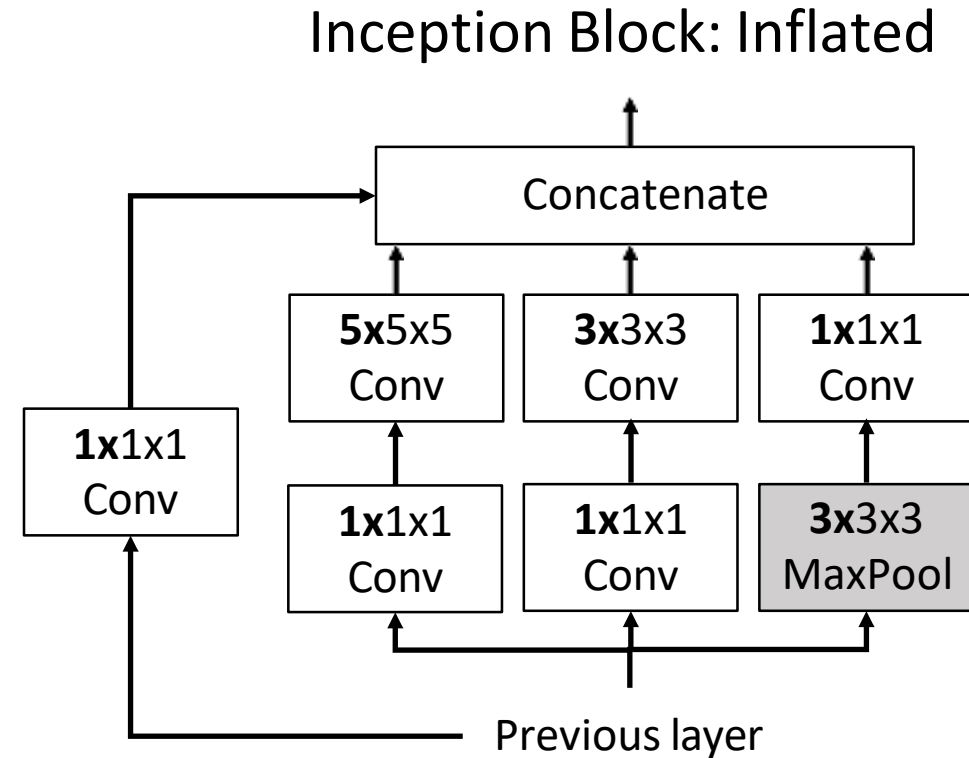 Inception Block: Inflated
Concatenate
5x5x5
Conv
3x3x3
Conv
1x1x1
Conv
1x1x1
Conv
1x1x1
Conv
1x1x1
Conv
3x3x3
MaxPool
Previous layer